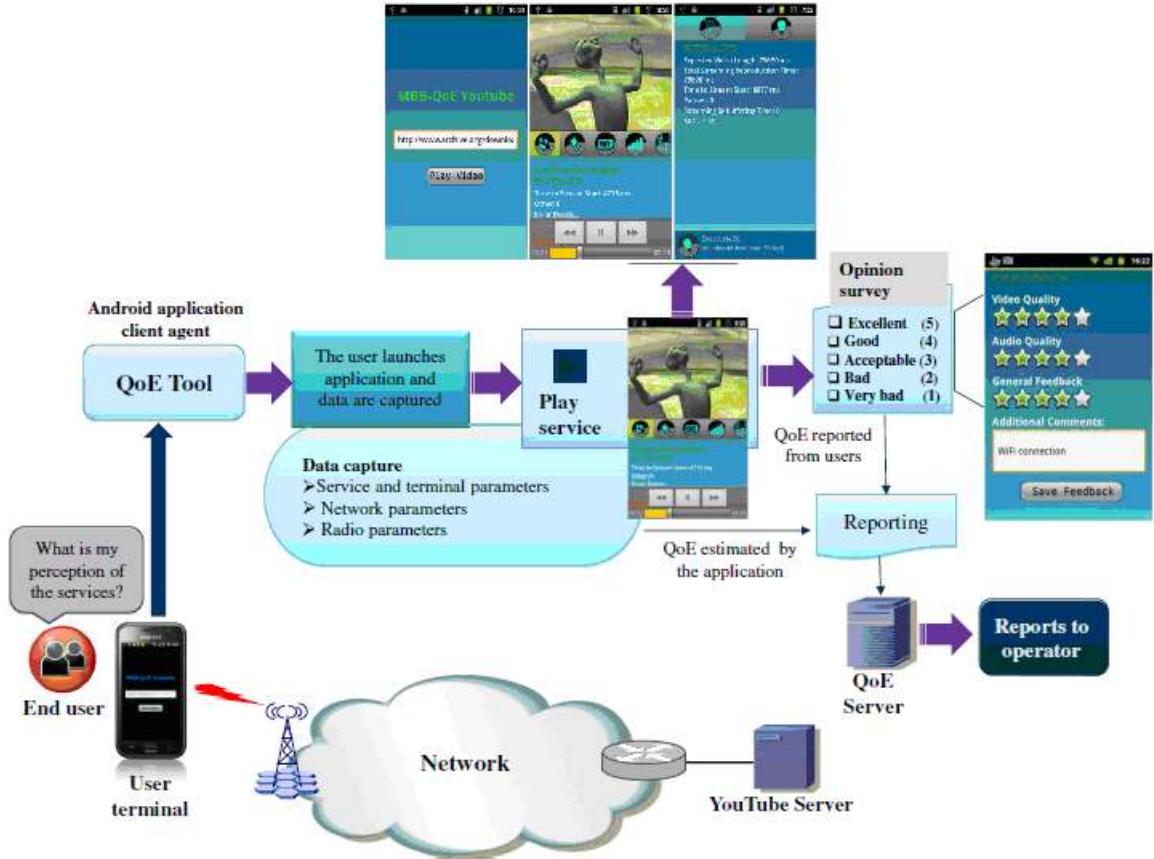 MBB-QoE Youtube
Play Video
Android application
client agent
QoE Tool
The user launches
application and
data are captured
Play
service
Opinion
survey
❑ Excellent (5)
❑ Good (4)
❑ Acceptable (3)
❑ Bad (2)
❑ Very bad (1)
16:22
Video Quality
Audio Quality
General Feedback
Additional Comments:
WiFi connection
Save Feedback
Data capture
➢Service and terminal parameters
➢ Network parameters
➢ Radio parameters
QoE reported
from users
Reporting
QoE estimated by
the application
What is my
perception of
the services?
End user
User
terminal
Network
YouTube Server
QoE
Server
Reports to
operator